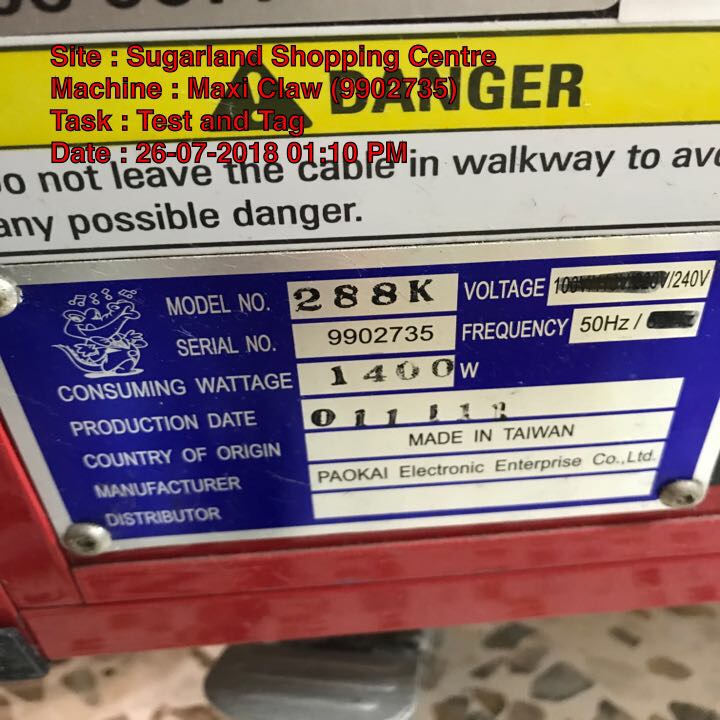 Site : Sugarland Shopping Centre
Machine : Maxi Claw (9902735)
Task : Test and Tag
Date : 26-07-2018 01:10 PM
DANGER
not leave the cable in walkway to
any possible danger.
MODEL NO. 288K
VOLTAGE /240V
SERIAL NO. 9902735
FREQUENCY 50Hz /
CONSUMING WATTAGE 1400 W
PRODUCTION DATE
COUNTRY OF ORIGIN MADE IN TAIWAN
MANUFACTURER PAOKAI Electronic Enterprise Co.,Ltd.
DISTRIBUTOR